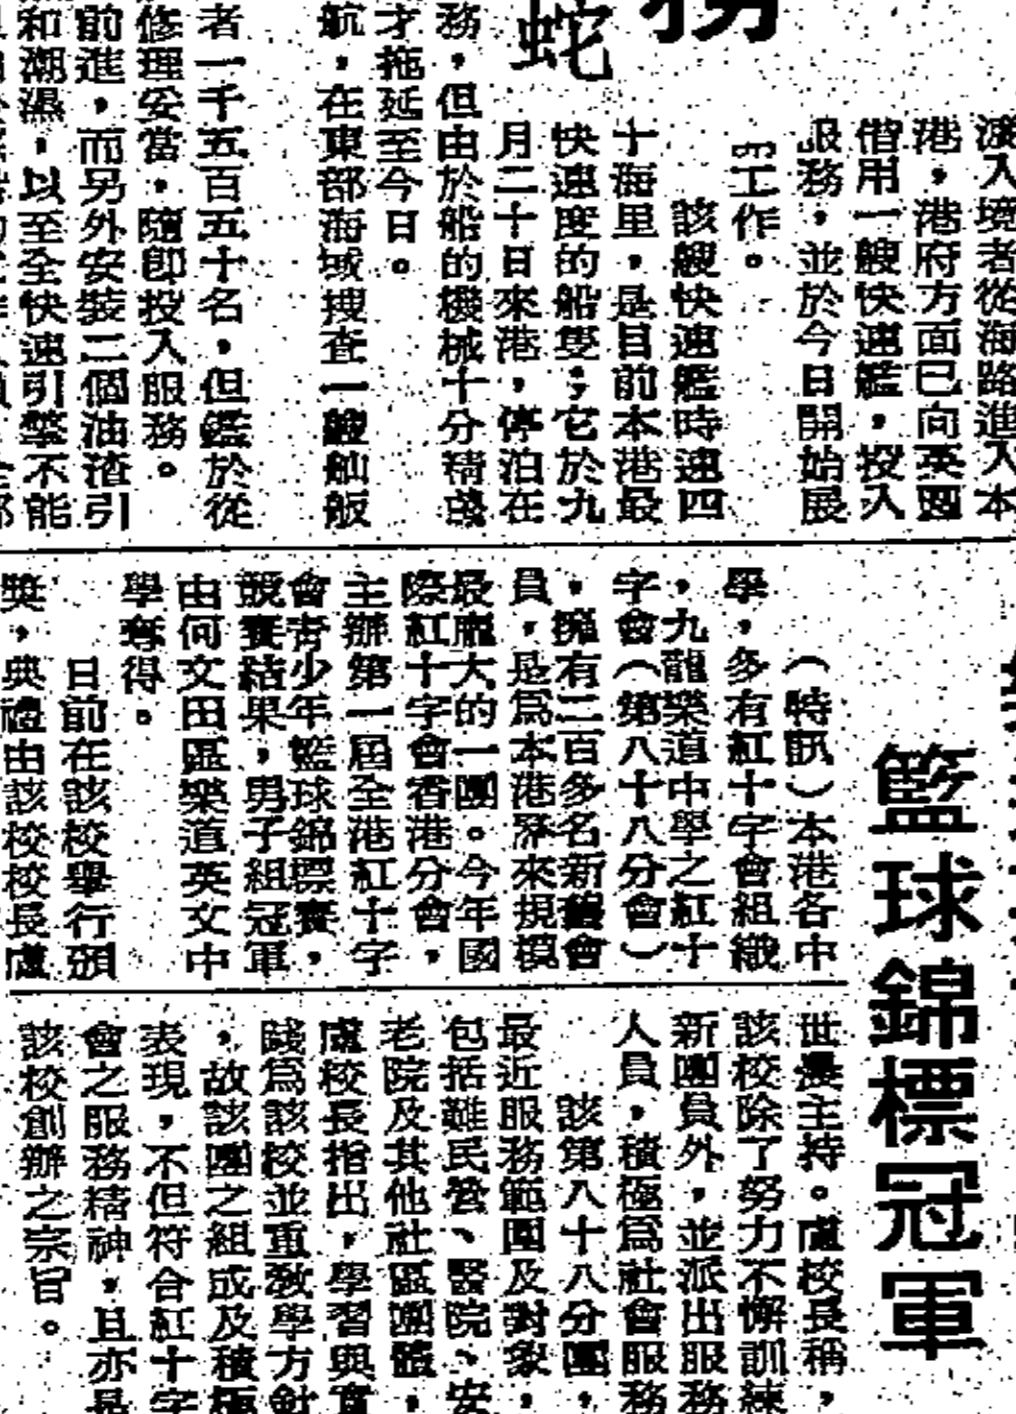 蛇
濒入境者從海路進入本
港，港府方面已向英國
借用一艘快速艦，投入
服務，並於今日開始展
工作。
該艘快速艦時速四
十海里，是目前本港最
快速度的船隻；它於九
月二十日來港，停泊在
務，但由於船的機械十分精
才拖延至今日。
航，在東部海域搜查一艘舢舨
者一千五百五十名，但鑑於從
修理妥當，隨卽投入服務。
前進，而另外安裝二個油渣引
和潮濕，以至全快速引擎不能
籃球錦標冠軍
（特訊）本港各中
學，多有紅十字會組織
，九龍樂道中學之紅十
字會（第八十八分會）
，擁有二百多名新舊會
員，是爲本港歷來規模
最龐大的一團。今年國
際紅十字會香港分會，
主辦第一屆全港紅十字
會靑少年籃球錦標賽，
競賽結果，男子組冠軍
由何文田區樂道英文中
學奪得。
日前在該校舉行頒
獎，典禮由該校校長盧
世優主持。盧校長稱，
該校除了努力不懈訓練
新團員外，並派出服務
人員，積極爲社會服務
該第八十八分團，
最近服務範圍及對象，
包括難民營、醫院、安
老院及其他社區團體，
盧校長指出，學習與實
踐爲該校並重教學方針
，故該團之組成及積極
表現，不但符合紅十字
會之服務精神，且亦是
該校創辦之宗旨。